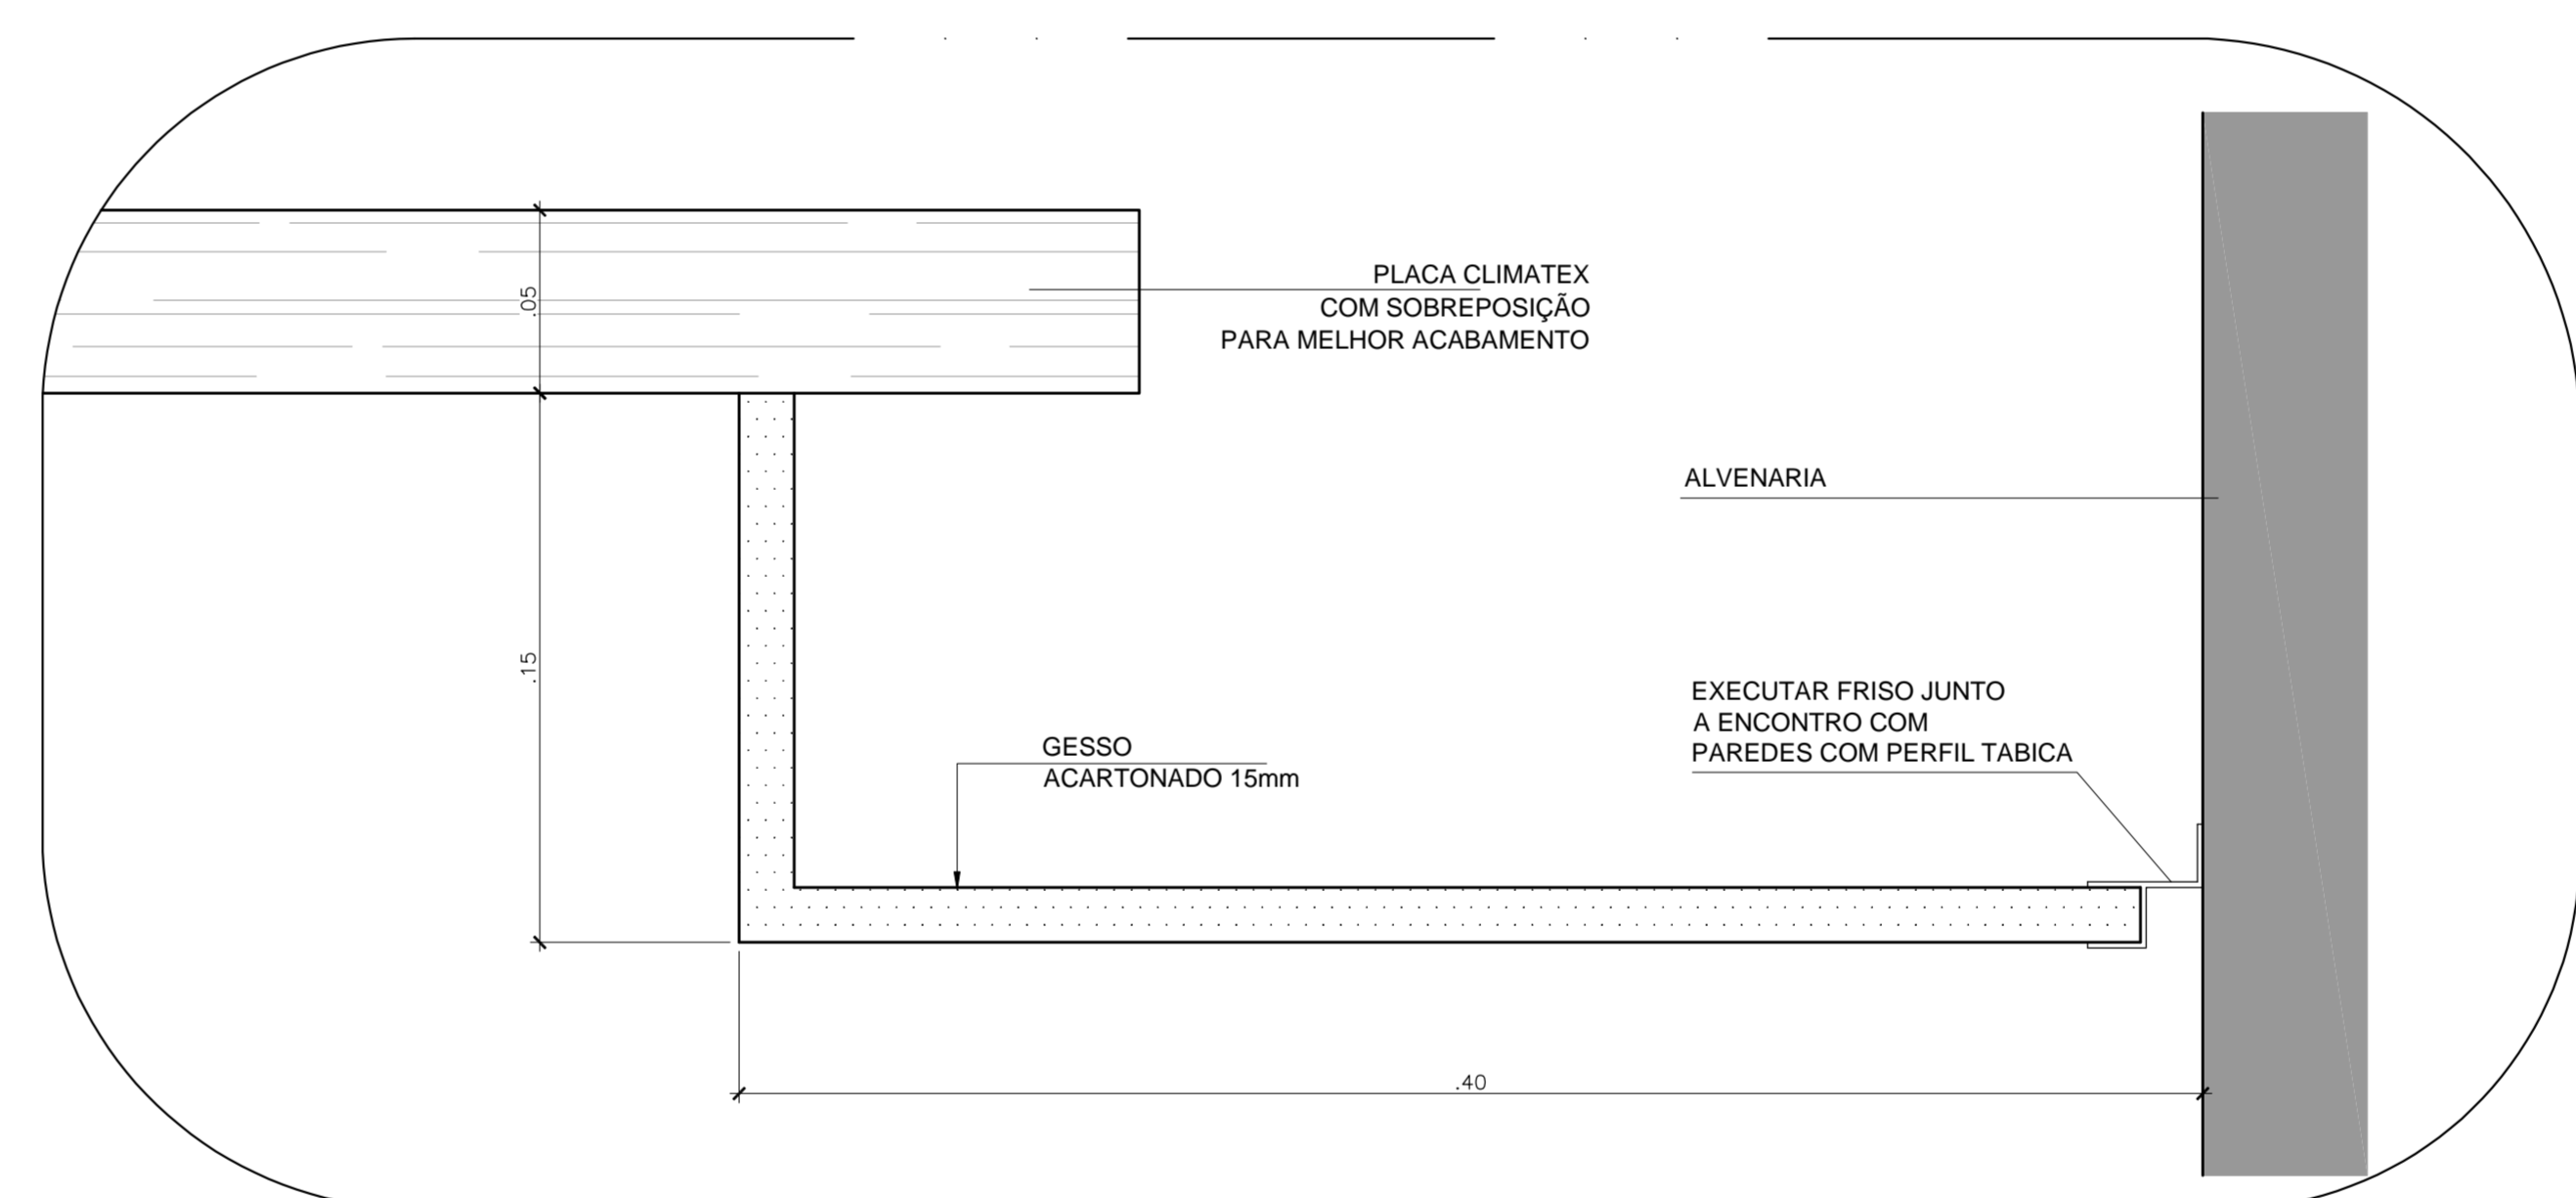 PLACA CLIMATEX
COM SOBREPOSIÇÃO
PARA MELHOR ACABAMENTO
.05
ALVENARIA
.15
EXECUTAR FRISO JUNTO
A ENCONTRO COM
PAREDES COM PERFIL TABICA
GESSO
ACARTONADO 15mm
.40